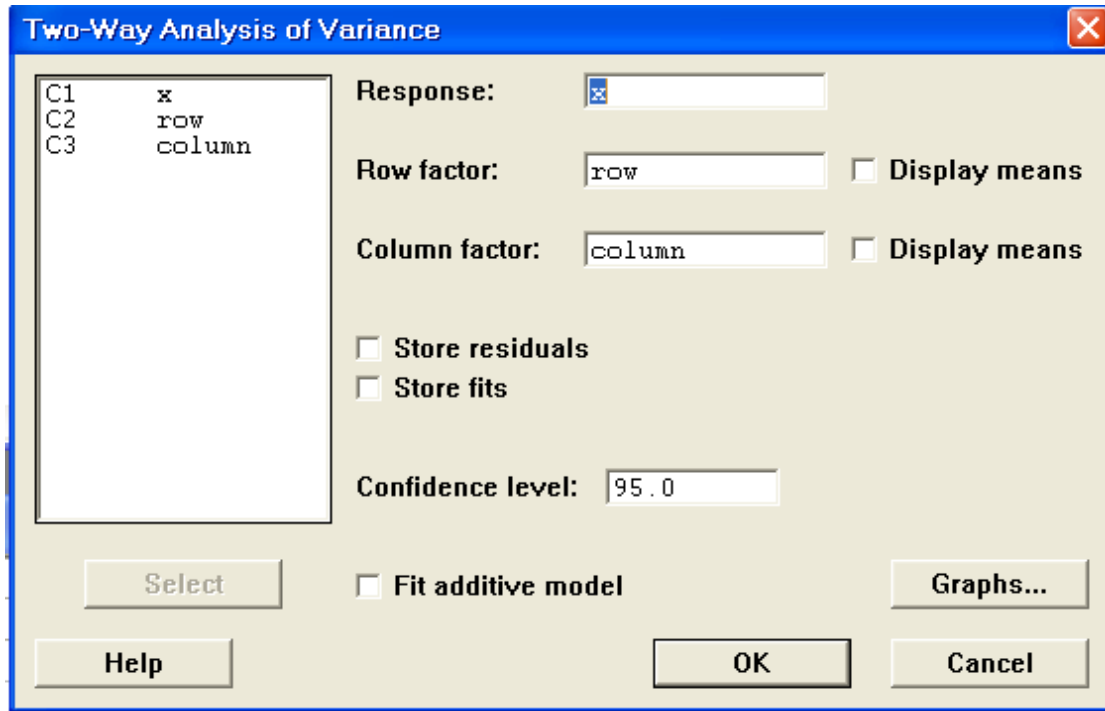 Two-Way Analysis of Variance
C1 x
C2 row
C3 column
Response: x
Row factor: row Display means
Column factor: column Display means
Store residuals
Store fits
Confidence level: 95.0
Select Fit additive model Graphs...
Help OK Cancel